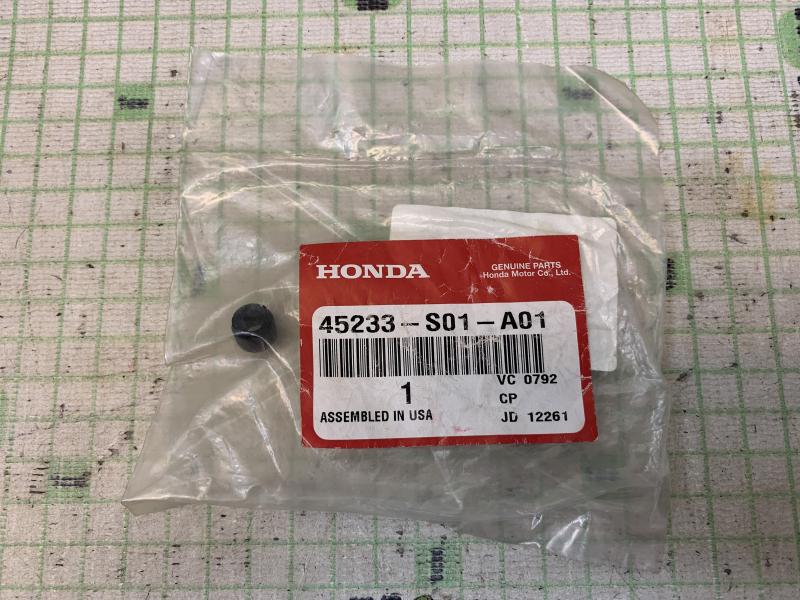 HONDA
GENUINE PARTS
Honda Motor Co., Ltd.
45233-S01-A01
1
VC 0792
CP
ASSEMBLED IN USA
JD 12261